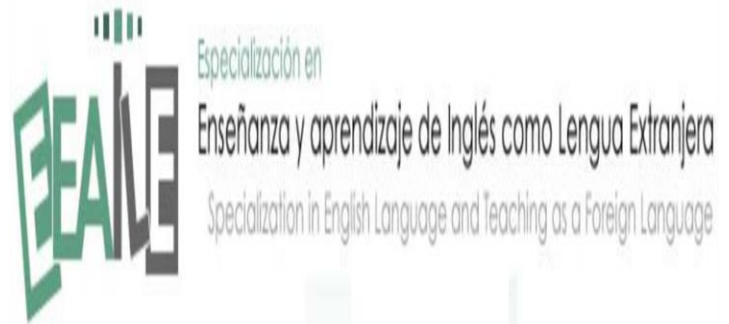 EEAILE
Especialización en
Enseñanza y aprendizaje de Inglés como Lengua Extranjera
Specialization in English Language and Teaching as a Foreign Language